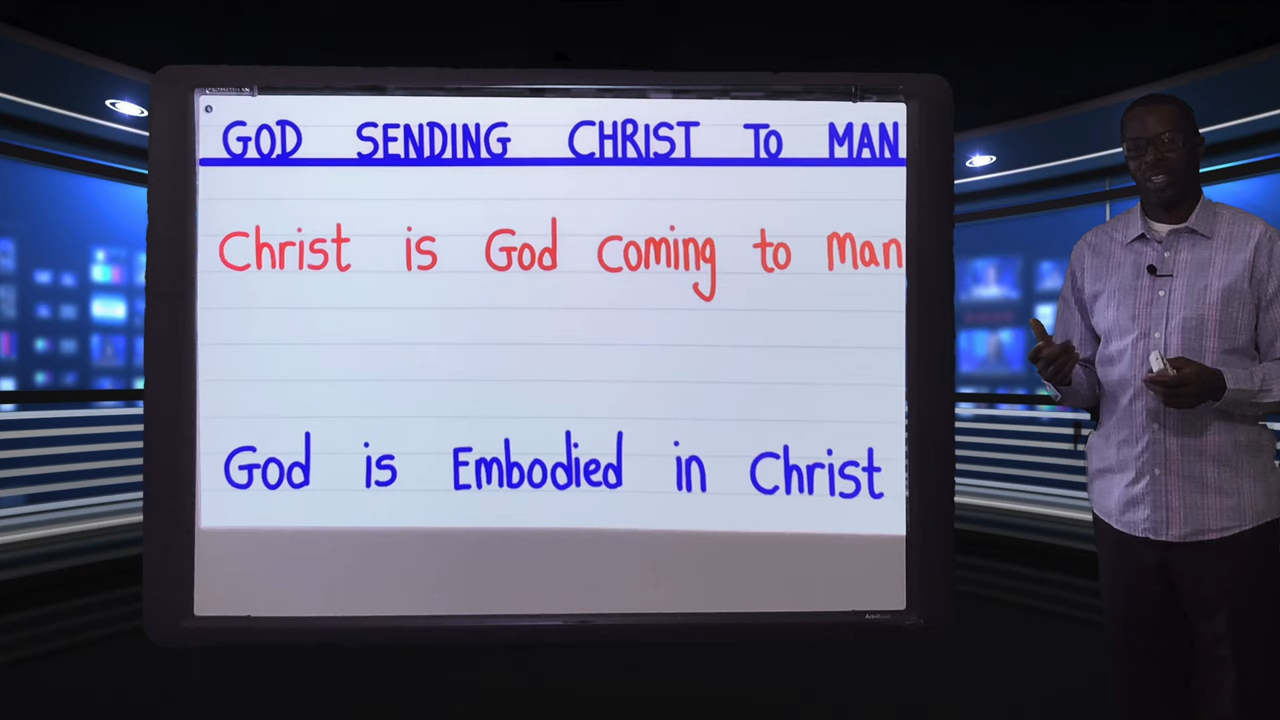 GOD SENDING CHRIST TO MAN
Christ is God Coming to Man
God is Embodied in Christ